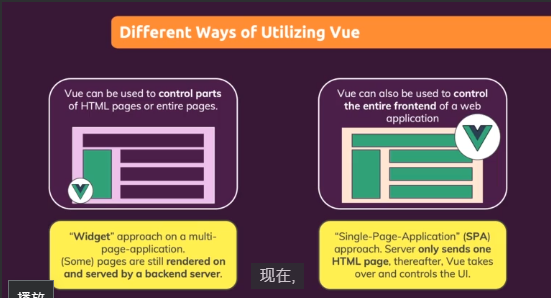 Different Ways of Utilizing Vue
Vue can be used to control parts
of HTML pages or entire pages.
Vue can also be used to control
the entire frontend of a web
application
"Widget" approach on a multi-
page-application.
(Some) pages are still rendered on
and served by a backend server.
"Single-Page-Application" (SPA)
approach. Server only sends one
HTML page, thereafter, Vue takes
over and controls the UI.
现在,
播放